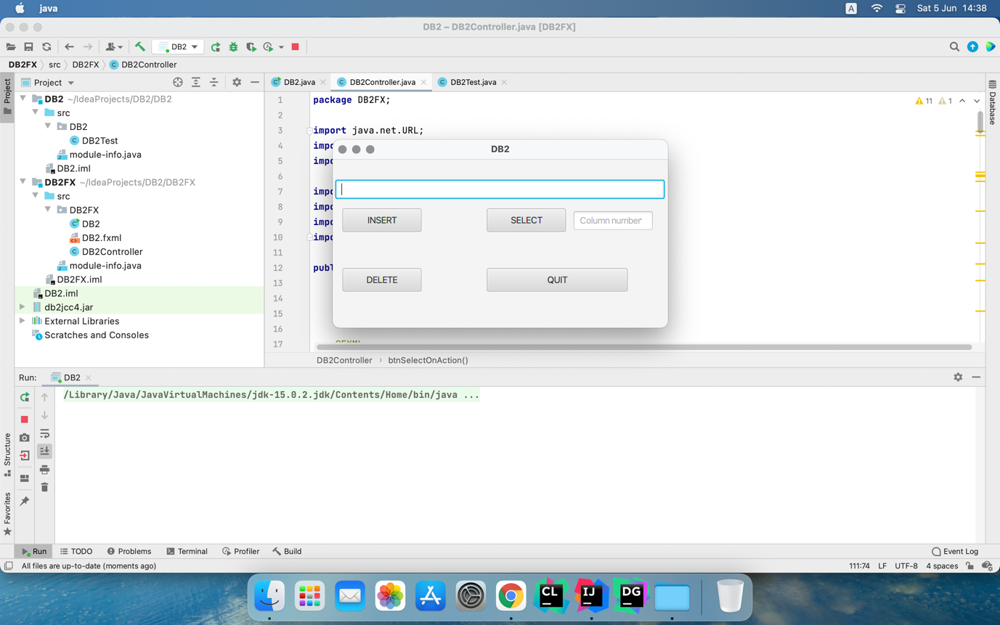 java
A
Sat 5 Jun 14:38
DB2 – DB2Controller.java [DB2FX]
DB2
DB2FX
src
DB2FX
DB2Controller
Project
Project
DB2.java
DB2Controller.java
DB2Test.java
Database
DB2 ~/IdeaProjects/DB2/DB2
src
DB2
DB2Test
module-info.java
DB2.iml
DB2FX ~/IdeaProjects/DB2/DB2FX
src
DB2FX
DB2
DB2.fxml
DB2Controller
module-info.java
DB2FX.iml
DB2.iml
db2jcc4.jar
External Libraries
Scratches and Consoles
11 1
1 package DB2FX;
2
3 import java.net.URL;
4
5
6
7
8
9
10
11
12
13
14
15
16
17
DB2
INSERT
SELECT
Column number
DELETE
QUIT
DB2Controller › btnSelectOnAction()
Run:
DB2
/Library/Java/JavaVirtualMachines/jdk-15.0.2.jdk/Contents/Home/bin/java ...
Structure
Favorites
Run
TODO
Problems
Terminal
Profiler
Build
Event Log
All files are up-to-date (moments ago)
111:74 LF UTF-8 4 spaces
CL
IJ
DG